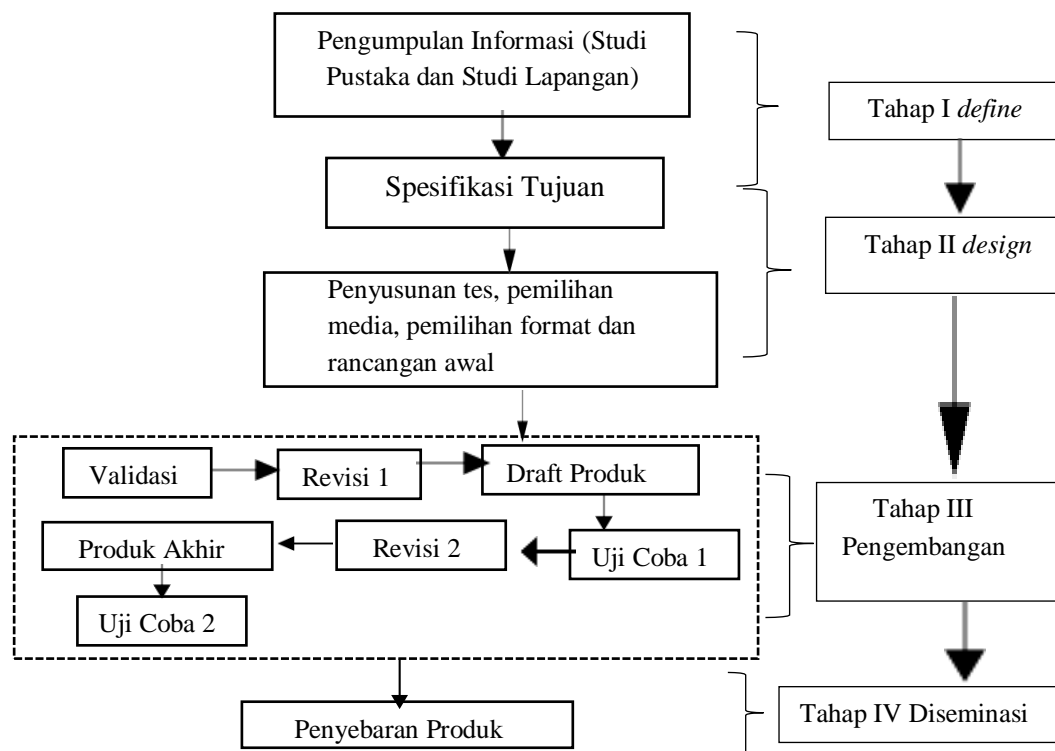 Pengumpulan Informasi (Studi
Pustaka dan Studi Lapangan)
Tahap I define
Spesifikasi Tujuan
Tahap II design
Penyusunan tes, pemilihan
media, pemilihan format dan
rancangan awal
Validasi
Revisi 1
Draft Produk
Tahap III
Pengembangan
Produk Akhir
Revisi 2
Uji Coba 1
Uji Coba 2
Penyebaran Produk
Tahap IV Diseminasi